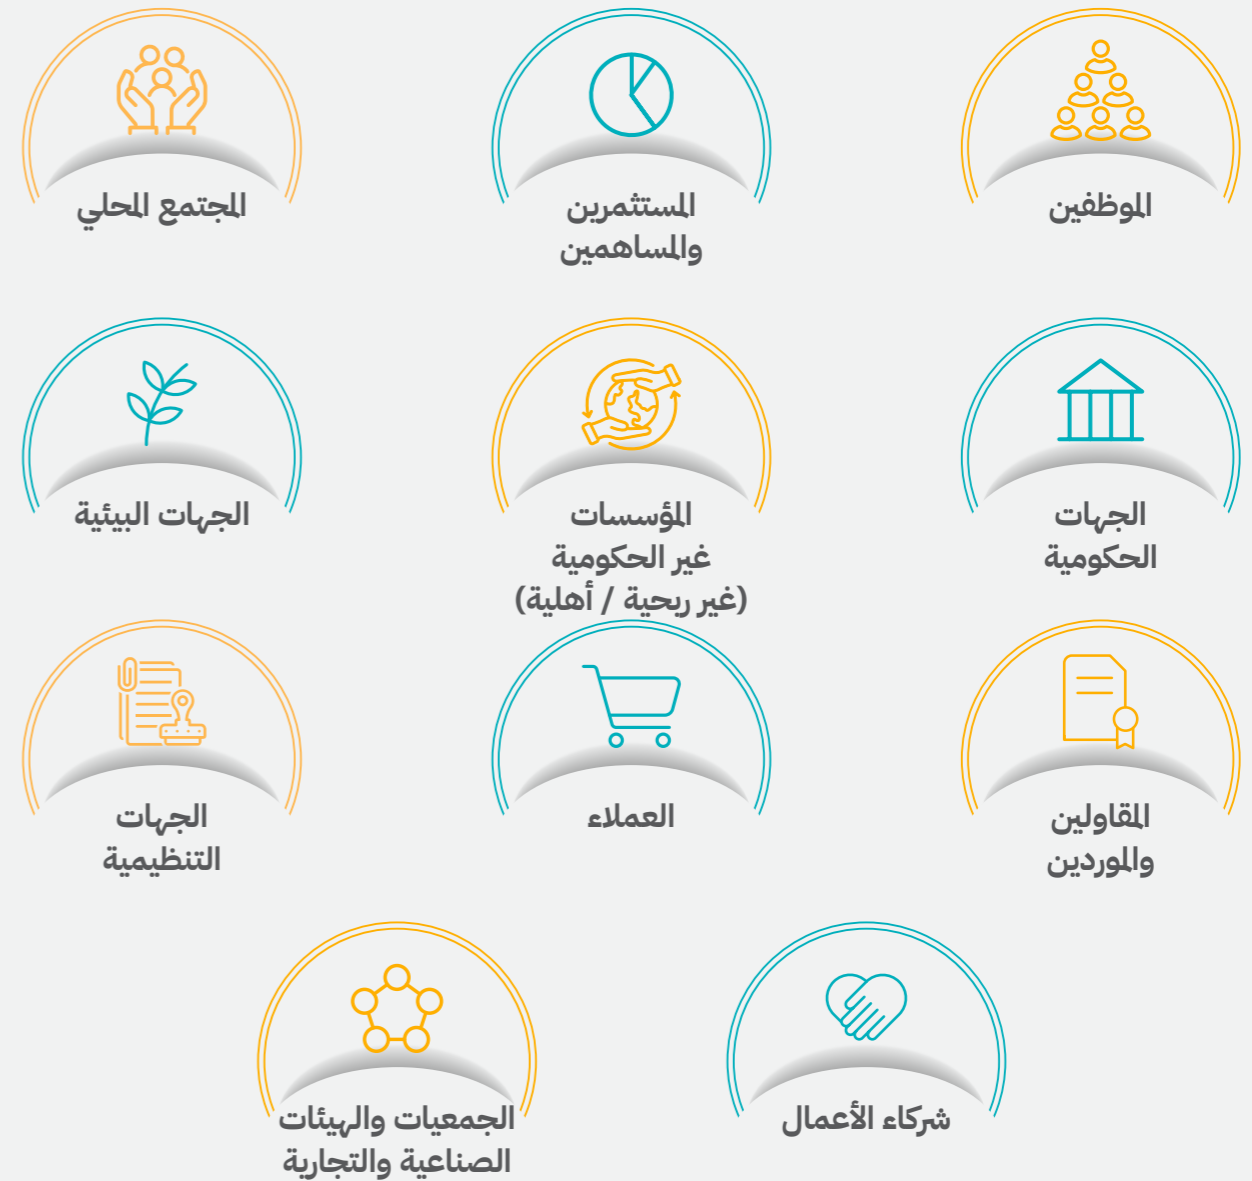 الموظفين
المستثمرين
والمساهمين
المجتمع المحلي
الجهات
الحكومية
المؤسسات
غير الحكومية
(غير ربحية / أهلية)
الجهات البيئية
المقاولين
والموردين
العملاء
الجهات
التنظيمية
شركاء الأعمال
الجمعيات والهيئات
الصناعية والتجارية